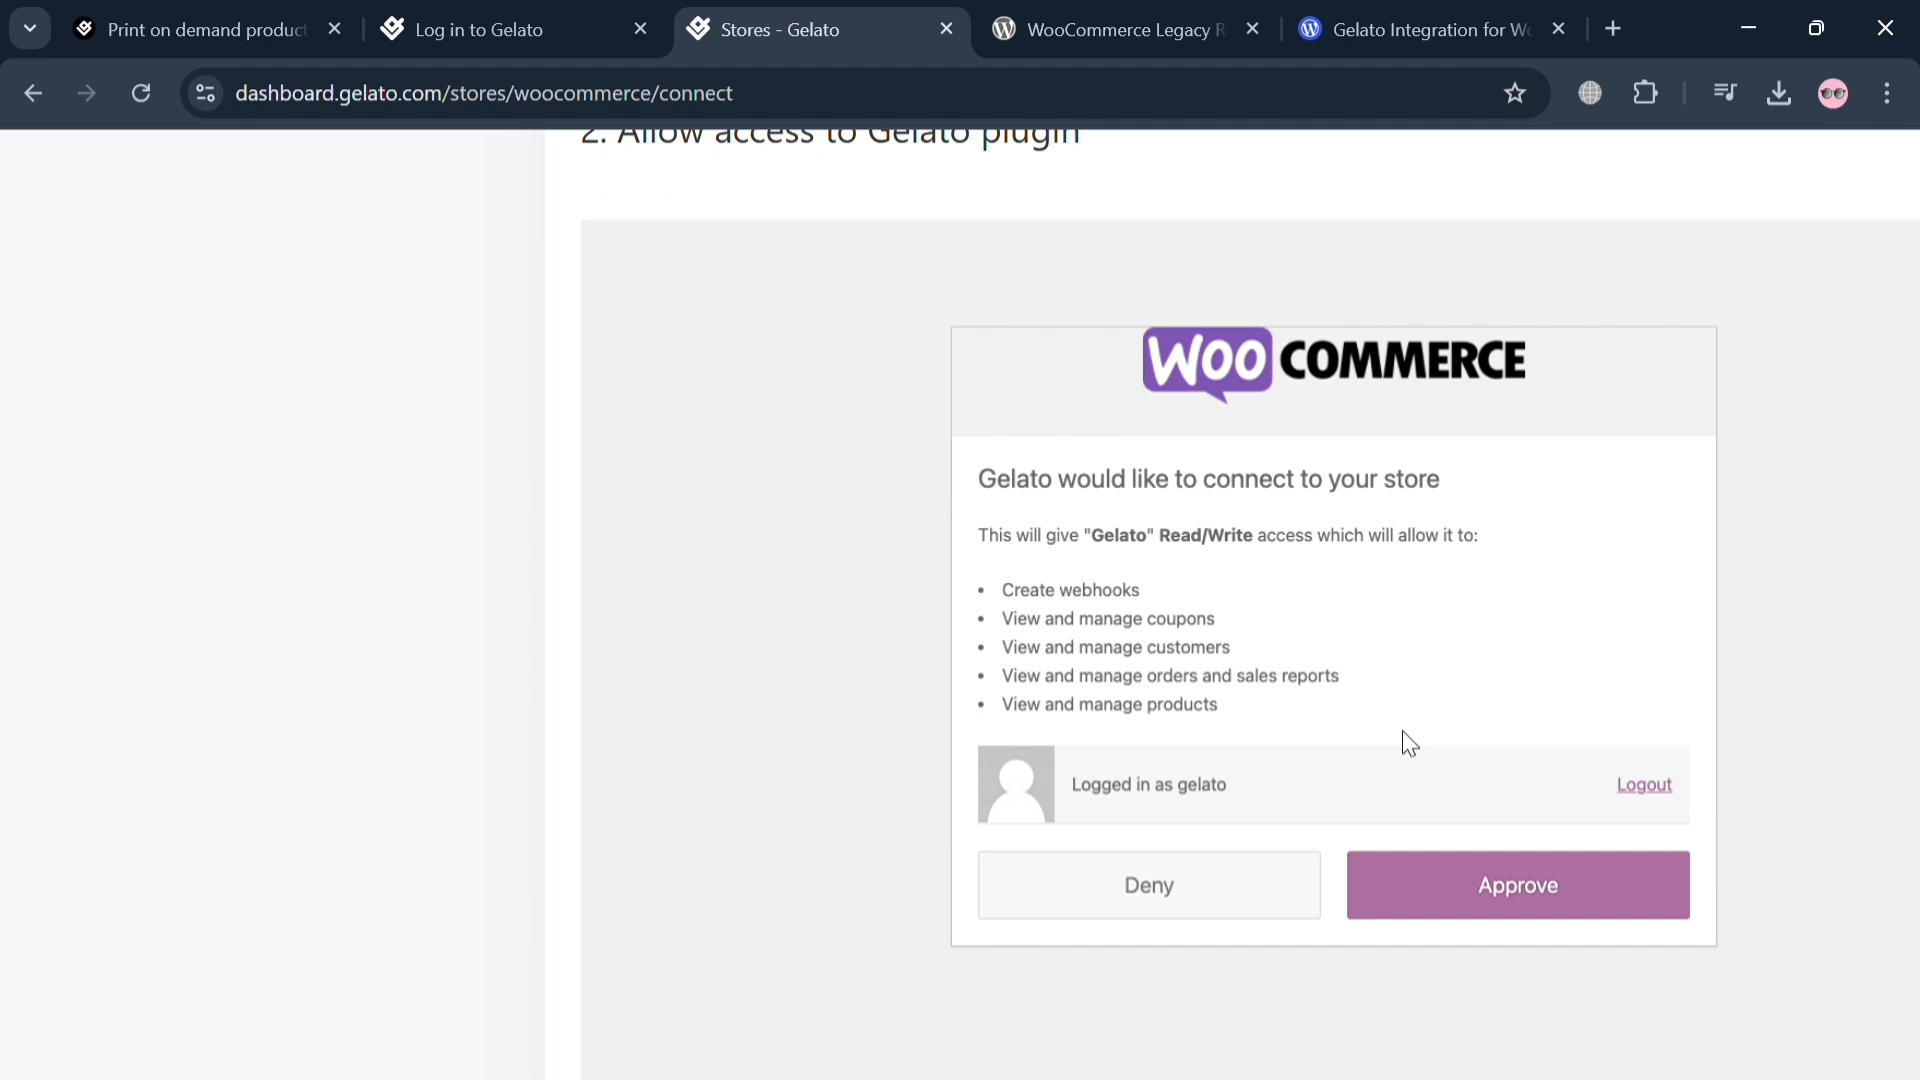 Print on demand product
Log in to Gelato
Stores - Gelato
WooCommerce Legacy R
Gelato Integration for Wo
dashboard.gelato.com/stores/woocommerce/connect
2. Allow access to Gelato plugin
WOO COMMERCE
Gelato would like to connect to your store
This will give "Gelato" Read/Write access which will allow it to:
• Create webhooks
• View and manage coupons
• View and manage customers
• View and manage orders and sales reports
• View and manage products
Logged in as gelato
Logout
Deny
Approve